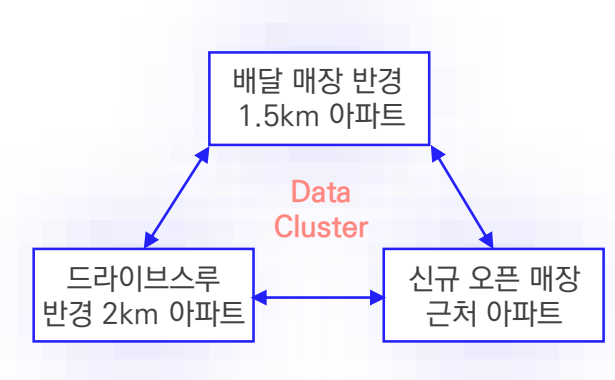 배달 매장 반경
1.5km 아파트
Data
Cluster
드라이브스루
반경 2km 아파트
신규 오픈 매장
근처 아파트